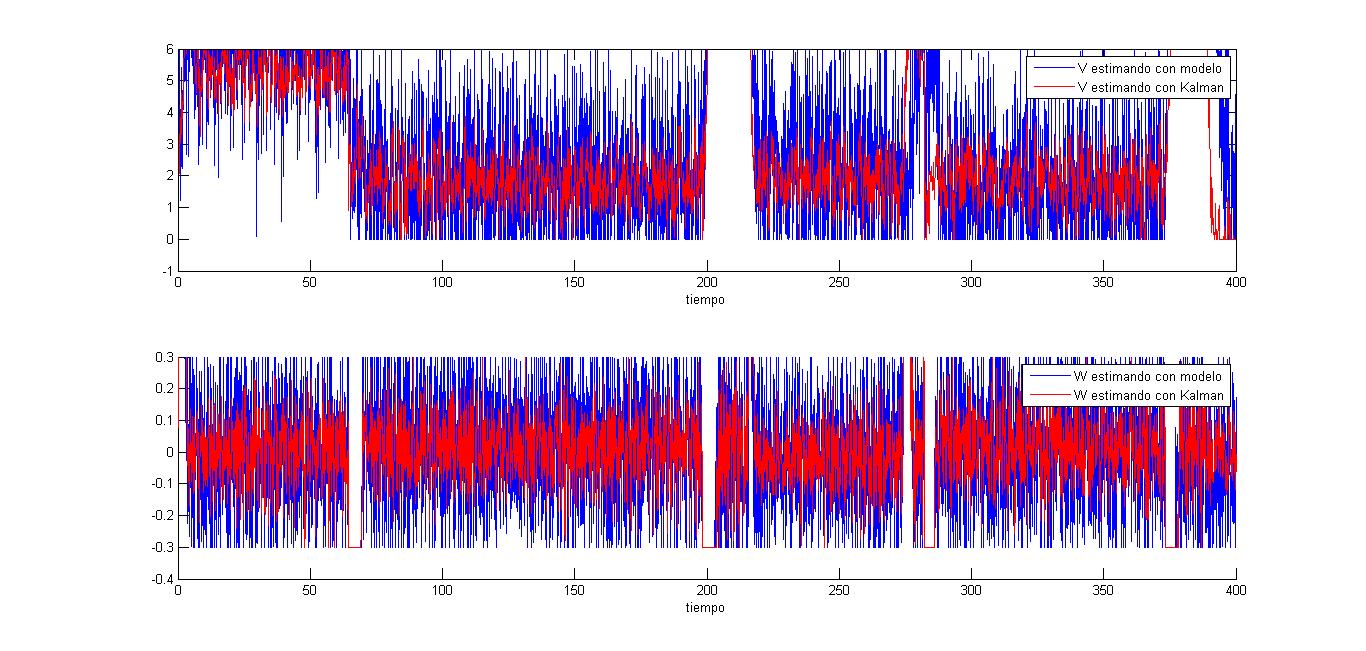 6
5
4
3
2
1
0
-1
V estimando con modelo
V estimando con Kalman
0 50 100 150 200 250 300 350 400
tiempo
0.3
0.2
0.1
0
-0.1
-0.2
-0.3
-0.4
W estimando con modelo
W estimando con Kalman
0 50 100 150 200 250 300 350 400
tiempo